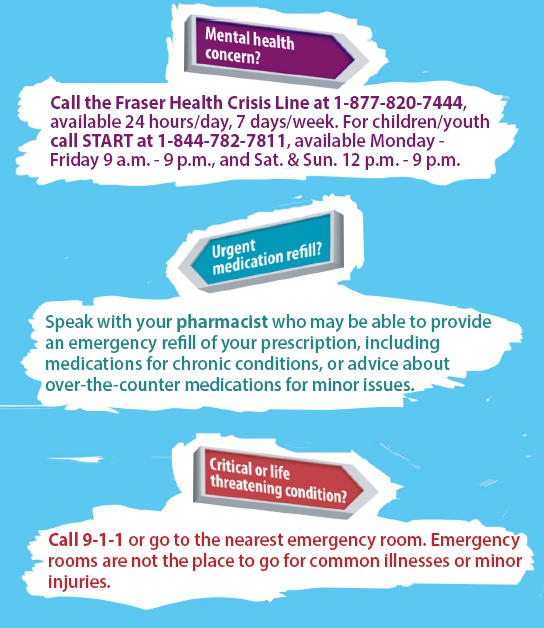 Mental health
concern?
Call the Fraser Health Crisis Line at 1-877-820-7444,
available 24 hours/day, 7 days/week. For children/youth
call START at 1-844-782-7811, available Monday -
Friday 9 a.m. - 9 p.m., and Sat. & Sun. 12 p.m. - 9 p.m.
Urgent
medication refill?
Speak with your pharmacist who may be able to provide
an emergency refill of your prescription, including
medications for chronic conditions, or advice about
over-the-counter medications for minor issues.
Critical or life
threatening condition?
Call 9-1-1 or go to the nearest emergency room. Emergency
rooms are not the place to go for common illnesses or minor
injuries.